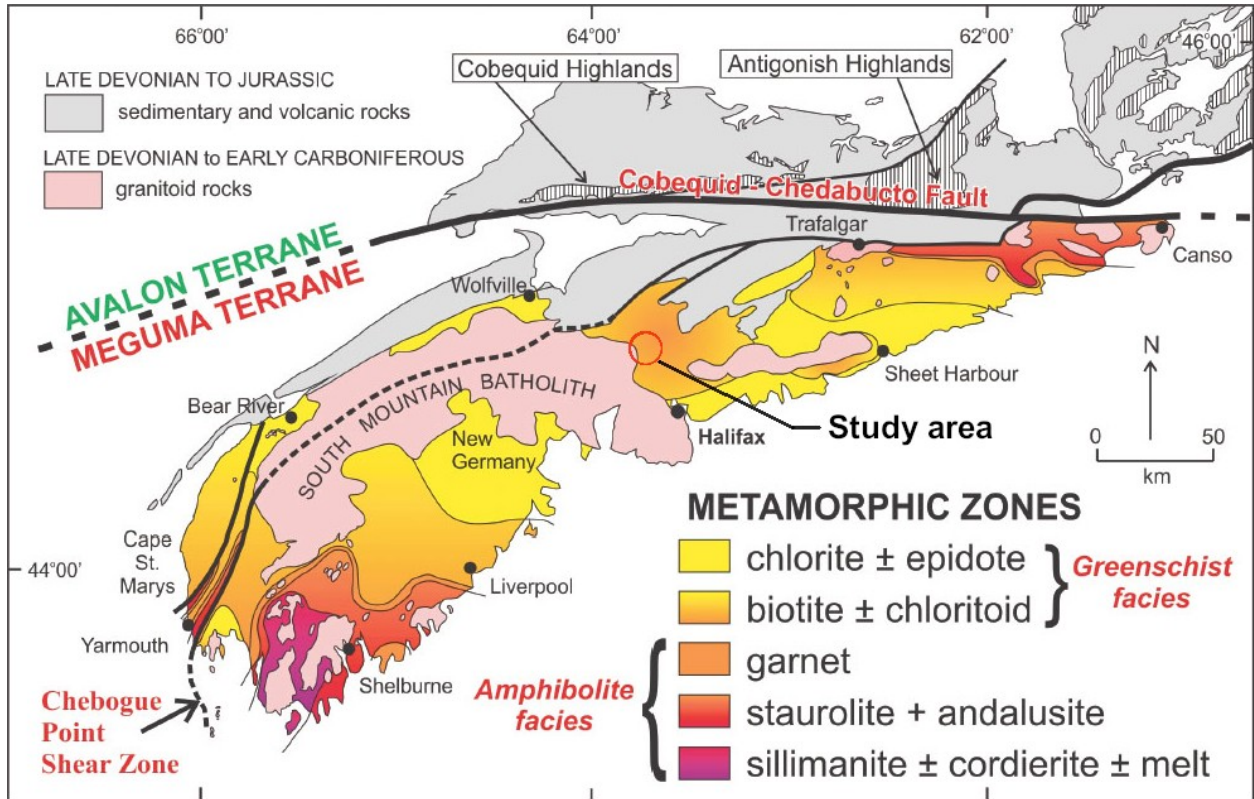 66°00'
64°00'
62°00'
46°00'
LATE DEVONIAN TO JURASSIC
sedimentary and volcanic rocks
LATE DEVONIAN to EARLY CARBONIFEROUS
granitoid rocks
Cobequid Highlands
Antigonish Highlands
Cobequid - Chedabucto Fault
Trafalgar
Canso
AVALON TERRANE
MEGUMA TERRANE
Wolfville
Sheet Harbour
N
0 50
km
Bear River
SOUTH MOUNTAIN BATHOLITH
New
Germany
Halifax
Study area
Cape
St.
Marys
44°00'
Liverpool
Yarmouth
Shelburne
Chebogue
Point
Shear Zone
METAMORPHIC ZONES
chlorite ± epidote
biotite ± chloritoid
Greenschist
facies
garnet
staurolite + andalusite
sillimanite ± cordierite ± melt
Amphibolite
facies